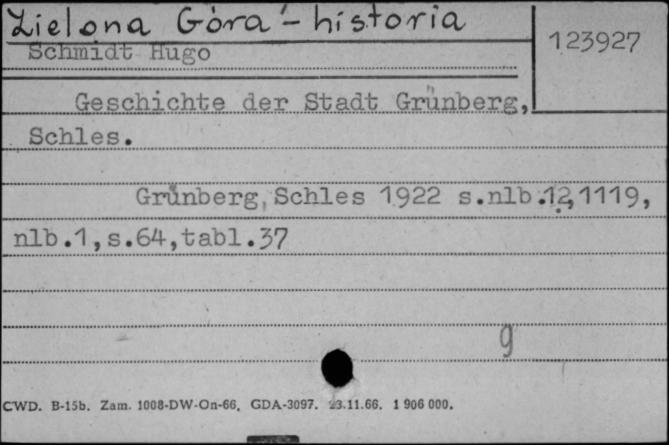 Zielona Góra - historia
123927
Schmidt Hugo
Geschichte der Stadt Grünberg,
Schles.
Grünberg, Schles 1922 s.nlb.12,1119,
nlb.1,s.64,tabl.37
g
CWD. B-15b. Zam. 1008-DW-On-66. GDA-3097. 23.11.66. 1 906 000.